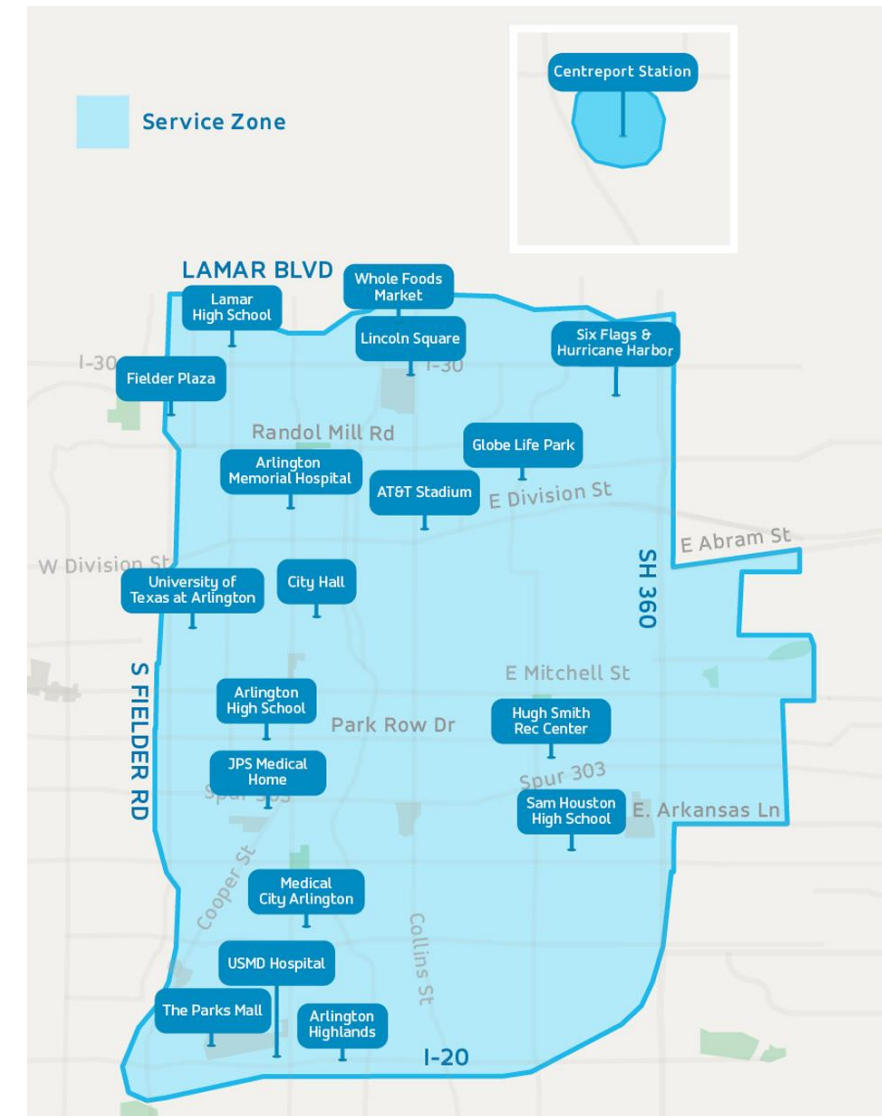 Centreport Station
Service Zone
LAMAR BLVD
Whole Foods
Market
Lamar
High School
Lincoln Square
Six Flags &
Hurricane Harbor
I-30
I-30
Fielder Plaza
Randol Mill Rd
Globe Life Park
Arlington
Memorial Hospital
AT&T Stadium
E Division St
E Abram St
W Division St
University of
Texas at Arlington
City Hall
SH 360
S FIELDER RD
E Mitchell St
Arlington
High School
Park Row Dr
Hugh Smith
Rec Center
JPS Medical
Home
Spur 303
Spur 303
Sam Houston
High School
E. Arkansas Ln
Cooper St
Medical
City Arlington
Collins St
USMD Hospital
The Parks Mall
Arlington
Highlands
I-20